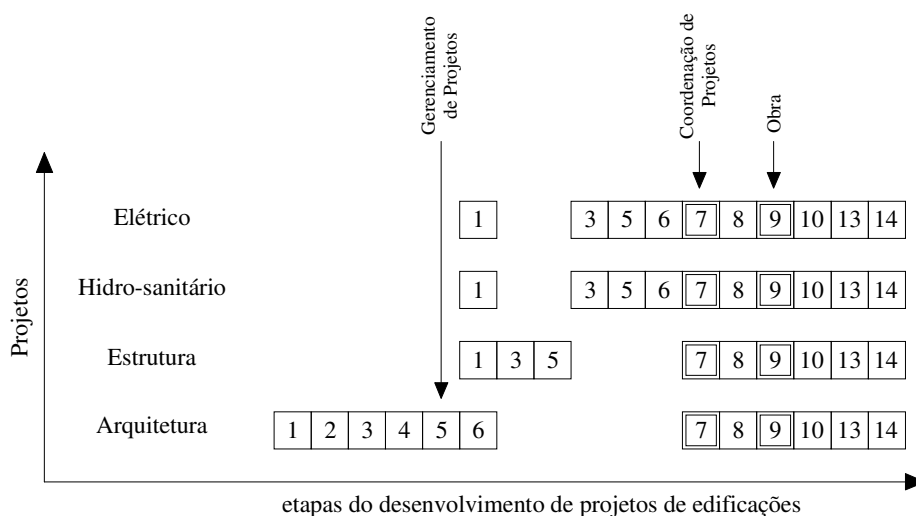 Gerenciamento
de Projetos
Coordenação de
Projetos
Obra
Projetos
Elétrico
1 3 5 6 7 8 9 10 13 14
Hidro-sanitário
1 3 5 6 7 8 9 10 13 14
Estrutura
1 3 5 7 8 9 10 13 14
Arquitetura
1 2 3 4 5 6 7 8 9 10 13 14
etapas do desenvolvimento de projetos de edificações